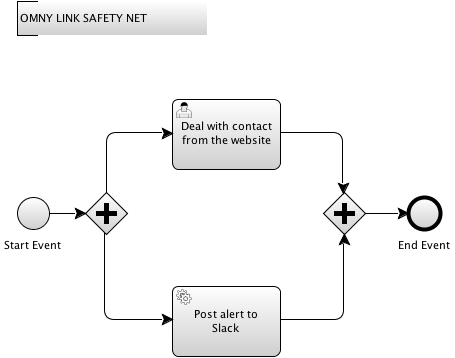 OMNY LINK SAFETY NET
Deal with contact
from the website
Start Event
End Event
Post alert to
Slack